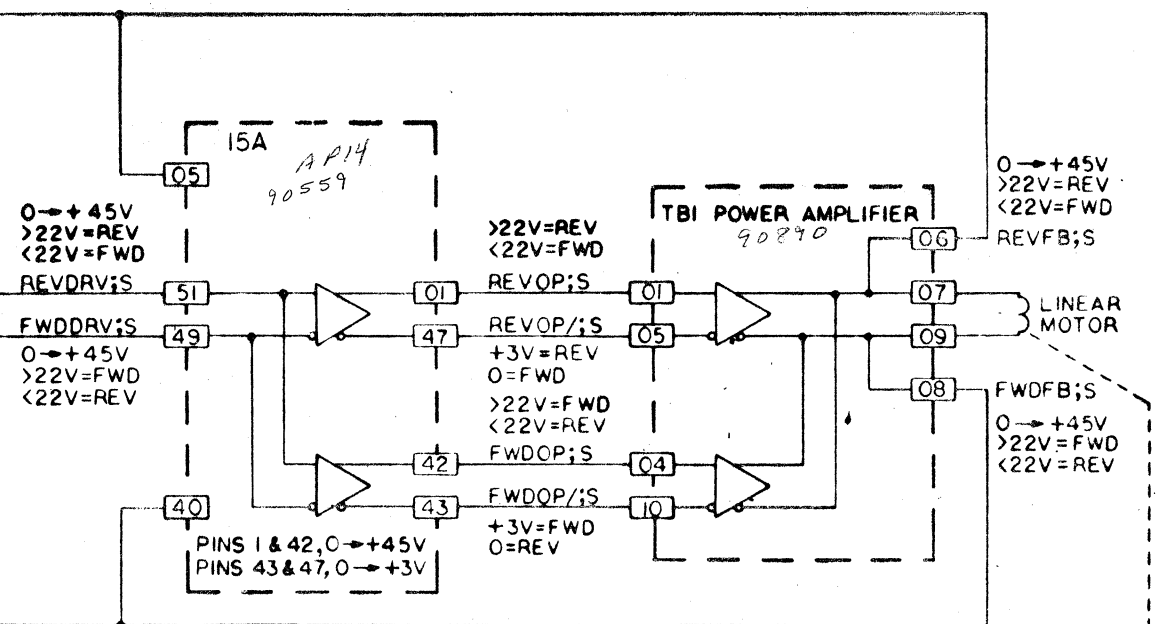 15A
AP14
90559
05
0→+45V
>22V=REV
<22V=FWD
REVDRV;S
51
FWDDRV;S
49
0→+45V
>22V=FWD
<22V=REV
01
47
>22V=REV
<22V=FWD
REVOP;S
REVOP/;S
+3V=REV
0=FWD
>22V=FWD
<22V=REV
FWDOP;S
FWDOP/;S
+3V=FWD
0=REV
42
43
40
PINS 1 & 42, 0→+45V
PINS 43 & 47, 0→+3V
TB1 POWER AMPLIFIER
90890
01
05
04
10
06
07
09
08
0→+45V
>22V=REV
<22V=FWD
REVFB;S
LINEAR
MOTOR
FWDFB;S
0→+45V
>22V=FWD
<22V=REV